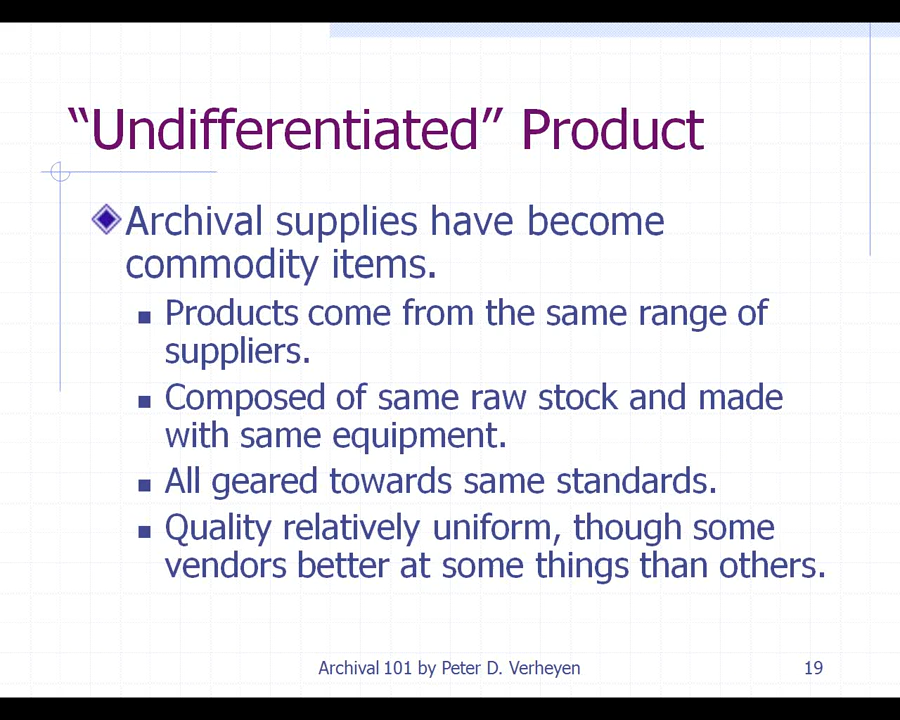 “Undifferentiated” Product
Archival supplies have become
commodity items.
Products come from the same range of
suppliers.
Composed of same raw stock and made
with same equipment.
All geared towards same standards.
Quality relatively uniform, though some
vendors better at some things than others.
Archival 101 by Peter D. Verheyen
19